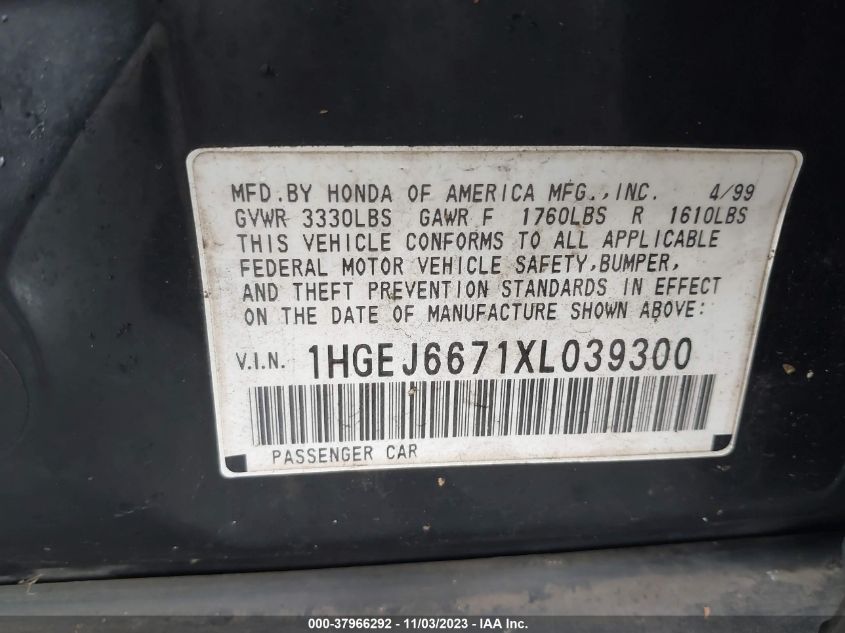 MFD.BY HONDA OF AMERICA MFG.,INC. 4/99
GVWR 3330LBS GAWR F 1760LBS R 1610LBS
THIS VEHICLE CONFORMS TO ALL APPLICABLE
FEDERAL MOTOR VEHICLE SAFETY,BUMPER,
AND THEFT PREVENTION STANDARDS IN EFFECT
ON THE DATE OF MANUFACTURE SHOWN ABOVE:
V.I.N. 1HGEJ6671XL039300
PASSENGER CAR
000-37966292 - 11/03/2023 - IAA Inc.